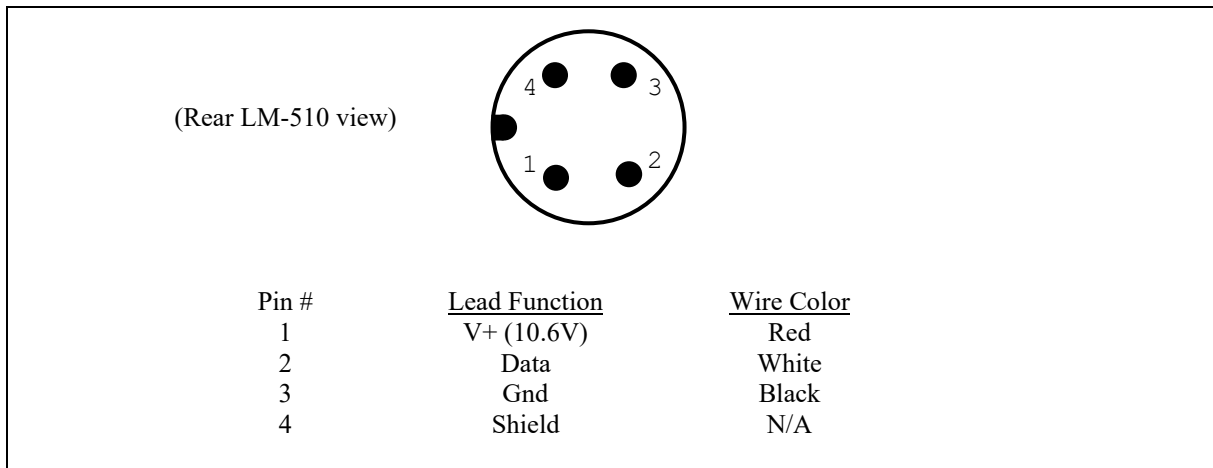 4 3
(Rear LM-510 view)
1 2
Pin # Lead Function Wire Color
1 V+ (10.6V) Red
2 Data White
3 Gnd Black
4 Shield N/A